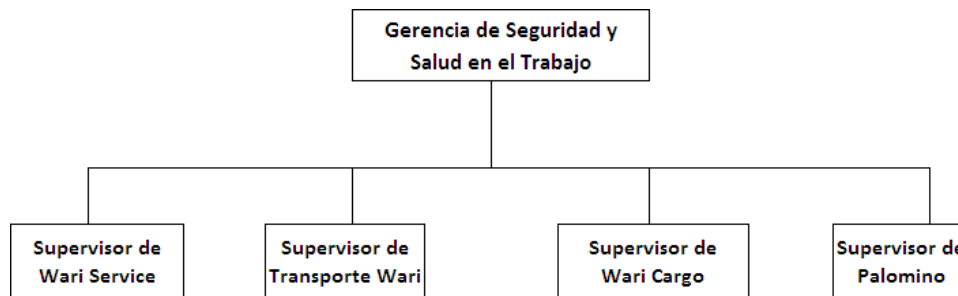 Gerencia de Seguridad y
Salud en el Trabajo
Supervisor de
Wari Service
Supervisor de
Transporte Wari
Supervisor de
Wari Cargo
Supervisor de
Palomino